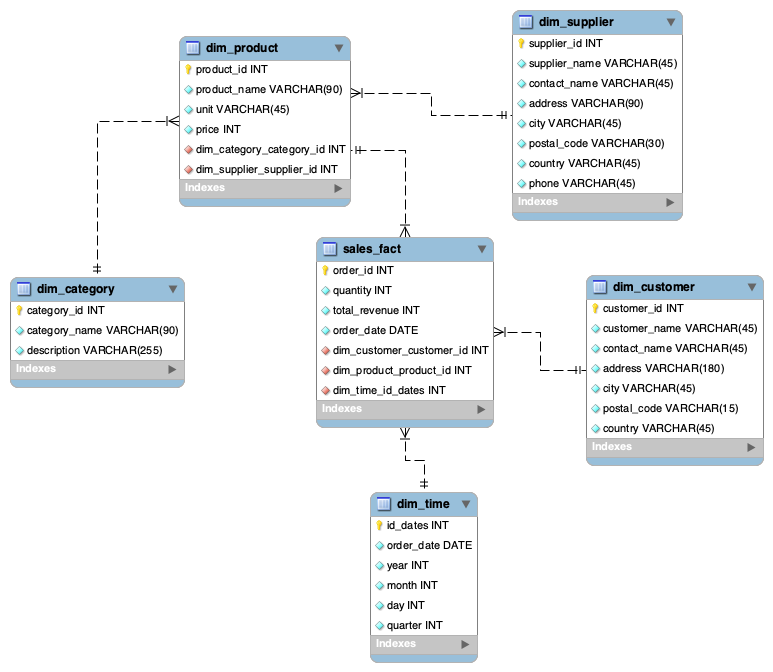 dim_product
product_id INT
product_name VARCHAR(90)
unit VARCHAR(45)
price INT
dim_category_category_id INT
dim_supplier_supplier_id INT
Indexes
dim_supplier
supplier_id INT
supplier_name VARCHAR(45)
contact_name VARCHAR(45)
address VARCHAR(90)
city VARCHAR(45)
postal_code VARCHAR(30)
country VARCHAR(45)
phone VARCHAR(45)
Indexes
dim_category
category_id INT
category_name VARCHAR(90)
description VARCHAR(255)
Indexes
sales_fact
order_id INT
quantity INT
total_revenue INT
order_date DATE
dim_customer_customer_id INT
dim_product_product_id INT
dim_time_id_dates INT
Indexes
dim_customer
customer_id INT
customer_name VARCHAR(45)
contact_name VARCHAR(45)
address VARCHAR(180)
city VARCHAR(45)
postal_code VARCHAR(15)
country VARCHAR(45)
Indexes
dim_time
id_dates INT
order_date DATE
year INT
month INT
day INT
quarter INT
Indexes